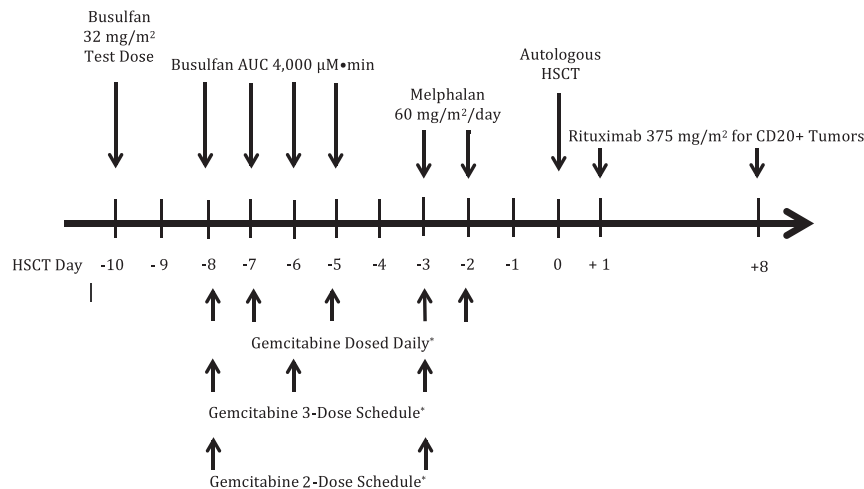 Busulfan
32 mg/m²
Test Dose
Busulfan AUC 4,000 µM•min
Melphalan
60 mg/m²/day
Autologous
HSCT
Rituximab 375 mg/m² for CD20+ Tumors
HSCT Day -10 -9 -8 -7 -6 -5 -4 -3 -2 -1 0 +1 +8
Gemcitabine Dosed Daily*
Gemcitabine 3-Dose Schedule*
Gemcitabine 2-Dose Schedule*